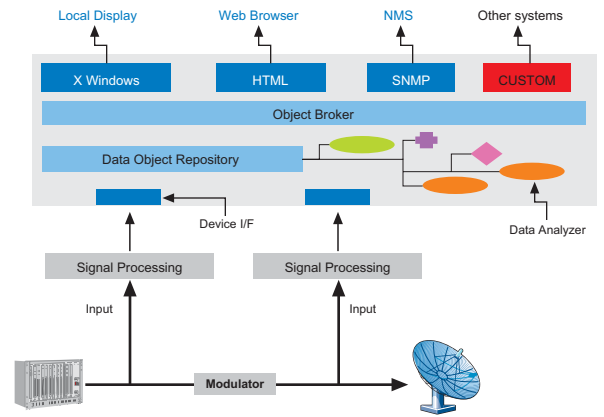 Local Display
Web Browser
NMS
Other systems
X Windows
HTML
SNMP
CUSTOM
Object Broker
Data Object Repository
Device I/F
Data Analyzer
Signal Processing
Signal Processing
Input
Input
Modulator